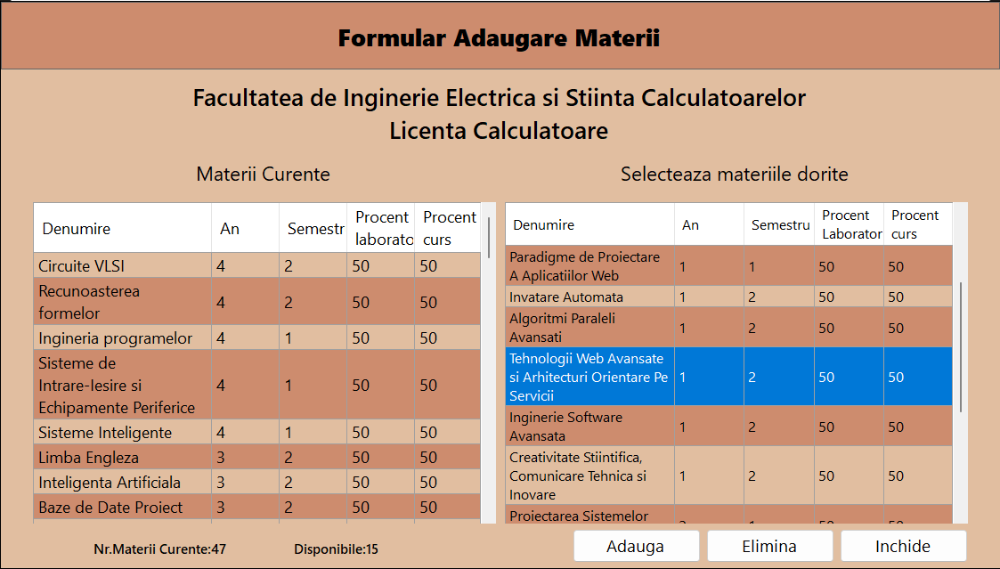 Formular Adaugare Materii
Facultatea de Inginerie Electrica si Stiinta Calculatoarelor
Licenta Calculatoare
Materii Curente
Denumire An Semestr Procent laborato Procent curs
Circuite VLSI 4 2 50 50
Recunoasterea
formelor 4 2 50 50
Ingineria programelor 4 1 50 50
Sisteme de
Intrare-Iesire si 4 1 50 50
Echipamente Periferice
Sisteme Inteligente 4 1 50 50
Limba Engleza 3 2 50 50
Inteligenta Artificiala 3 2 50 50
Baze de Date Proiect 3 2 50 50
Selecteaza materiile dorite
Denumire An Semestru Procent Laborator Procent curs
Paradigme de Proiectare
A Aplicatiilor Web 1 1 50 50
Invatare Automata 1 2 50 50
Algoritmi Paraleli
Avansati 1 2 50 50
Tehnologii Web Avansate
si Arhitecturi Orientare Pe 1 2 50 50
Servicii
Inginerie Software
Avansata 1 2 50 50
Creativitate Stiintifica,
Comunicare Tehnica si 1 2 50 50
Inovare
Proiectarea Sistemelor
Nr.Materii Curente:47 Disponibile:15
Adauga Elimina Inchide